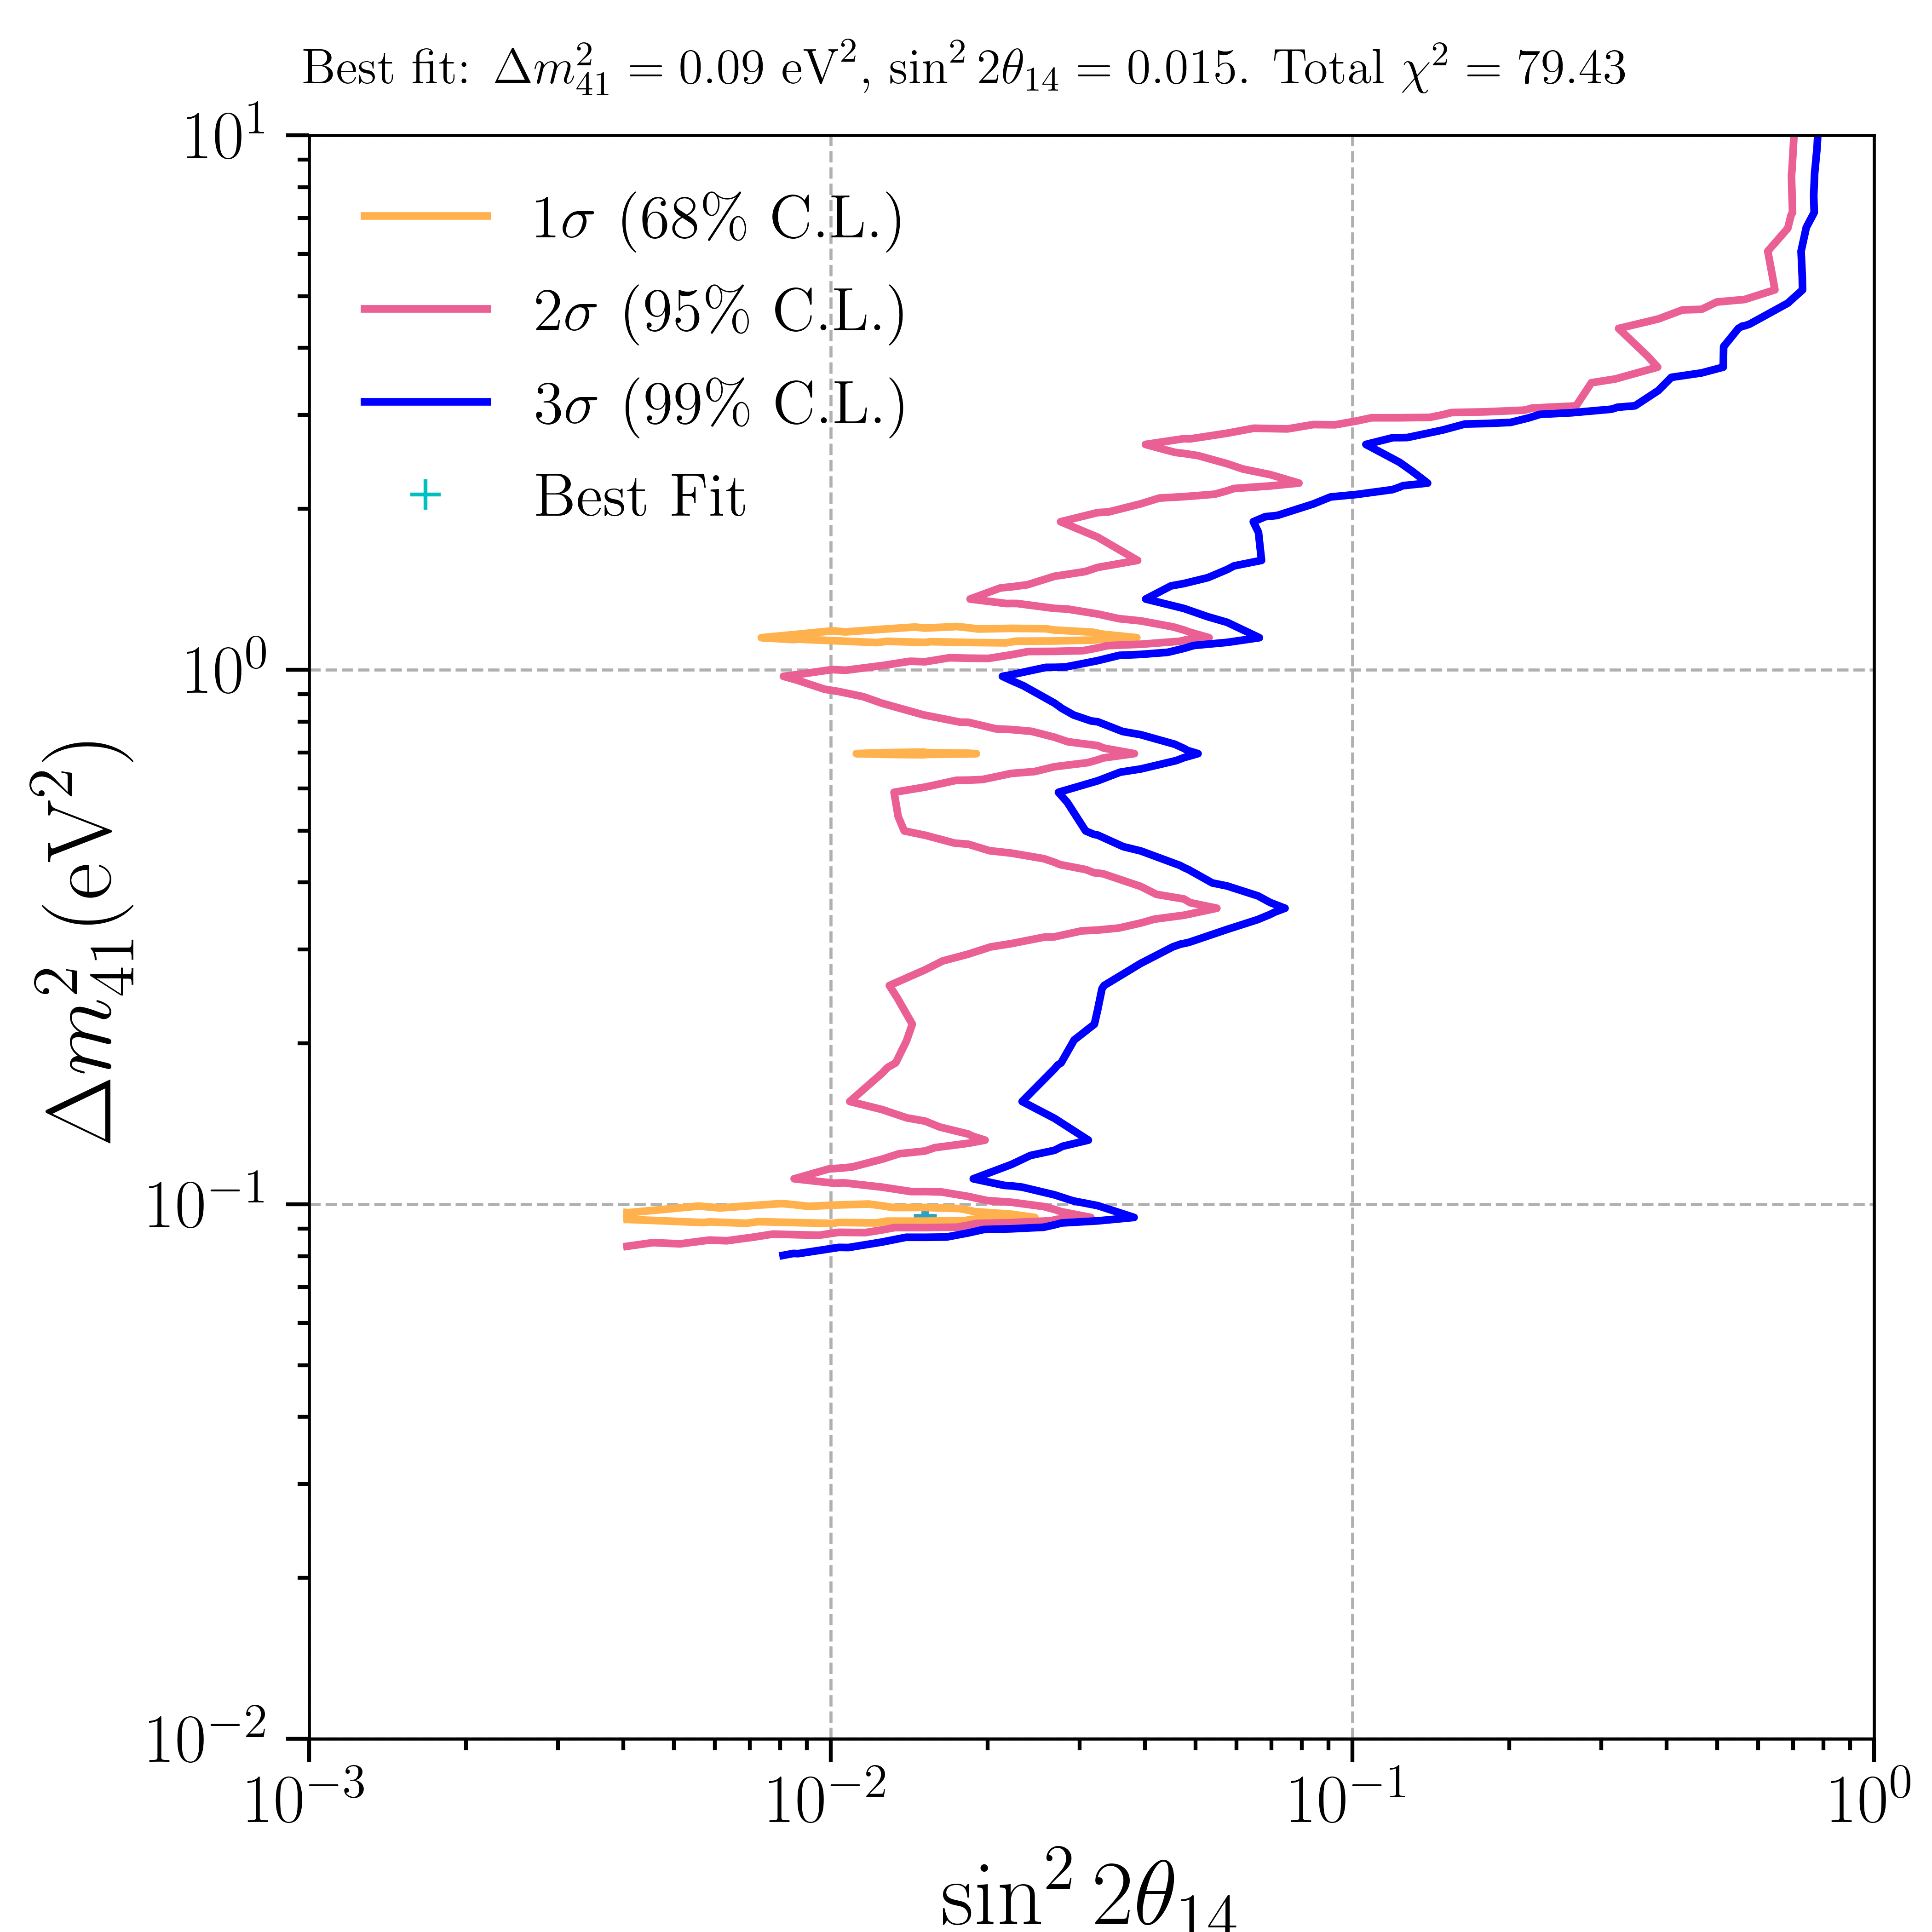 Best fit: Δm²₄₁ = 0.09 eV², sin² 2θ₁₄ = 0.015. Total χ² = 79.43
10¹
1σ (68% C.L.)
2σ (95% C.L.)
3σ (99% C.L.)
Best Fit
10⁰
Δm²₄₁(eV²)
10⁻¹
10⁻²
10⁻³ 10⁻² 10⁻¹ 10⁰
sin² 2θ₁₄